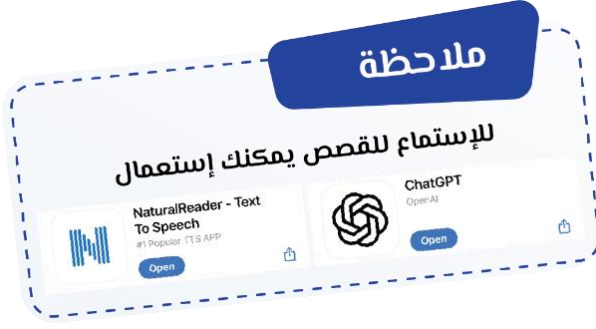 ملاحظة
للإستماع للقصص يمكنك إستعمال
NaturalReader - Text
To Speech
#1 Popular TTS APP
Open
ChatGPT
OpenAI
Open